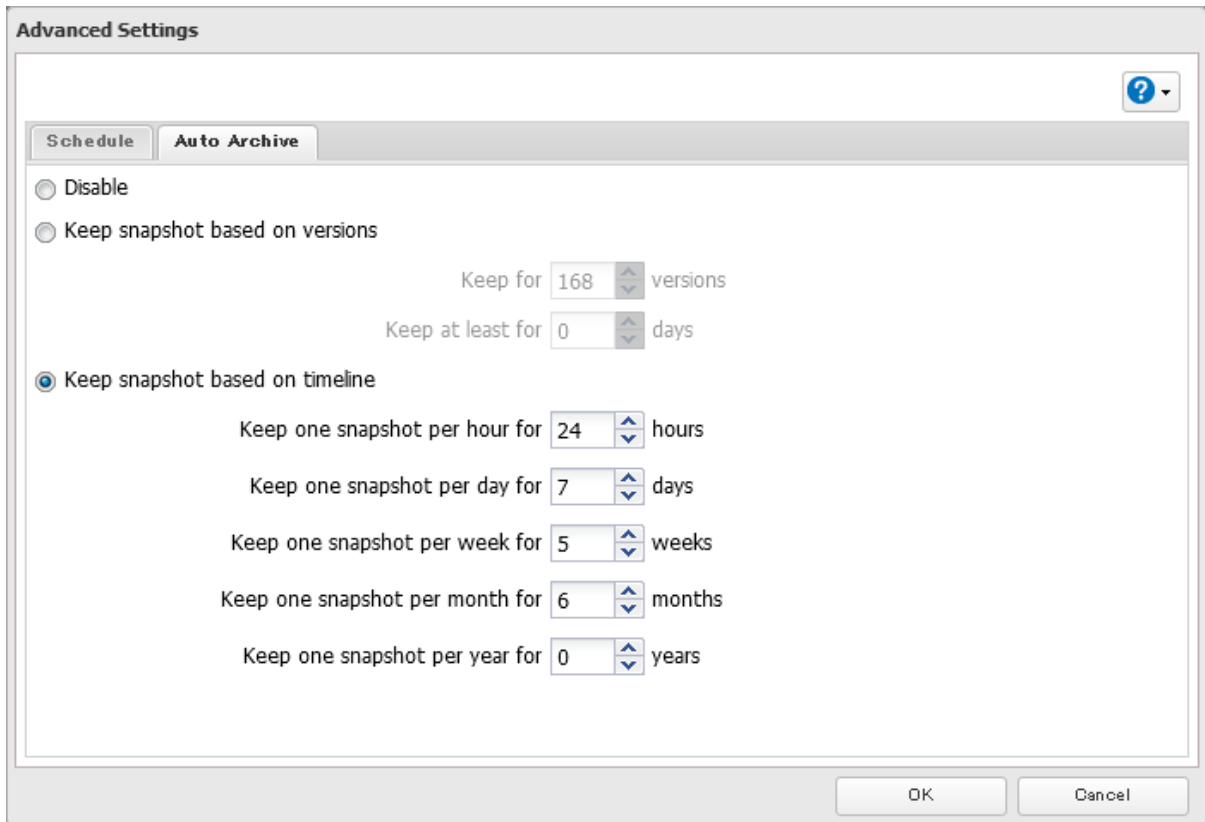 Advanced Settings
?
Schedule Auto Archive
Disable
Keep snapshot based on versions
Keep for 168 versions
Keep at least for 0 days
Keep snapshot based on timeline
Keep one snapshot per hour for 24 hours
Keep one snapshot per day for 7 days
Keep one snapshot per week for 5 weeks
Keep one snapshot per month for 6 months
Keep one snapshot per year for 0 years
OK Cancel